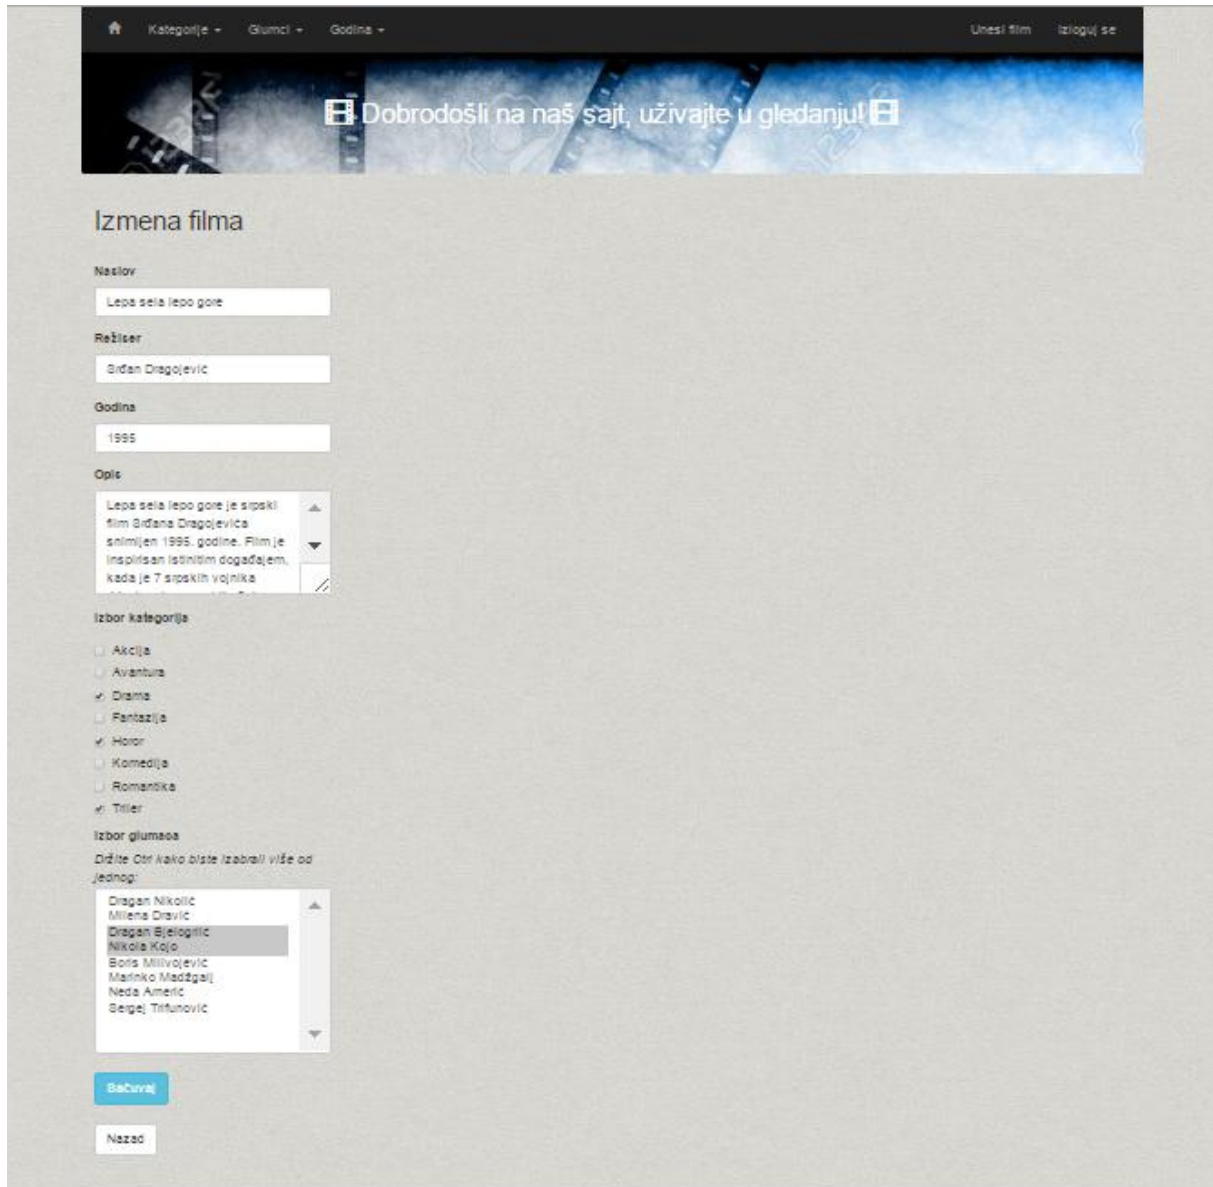 Kategorije Glumci Godina Unesi film Izloguj se
Dobrodošli na naš sajt, uživajte u gledanju!
Izmena filma
Naslov
Lepa sela lepo gore
Režiser
Srđan Dragojević
Godina
1995
Opis
Lepa sela lepo gore je srpski
film Srđana Dragojevića
snimljen 1995. godine. Film je
inspirisan istinitim događajem,
kada je 7 srpskih vojnika
Izbor kategorija
Akcija
Avantura
Drama
Fantazija
Horor
Komedija
Romantika
Triler
Izbor glumaca
Držite Ctrl kako biste izabrali više od
jednog:
Dragan Nikolić
Milena Dravić
Dragan Bjelogrlić
Nikola Kojo
Boris Milivojević
Marinko Madžgalj
Neda Arnerić
Sergej Trifunović
Sačuvaj
Nazad